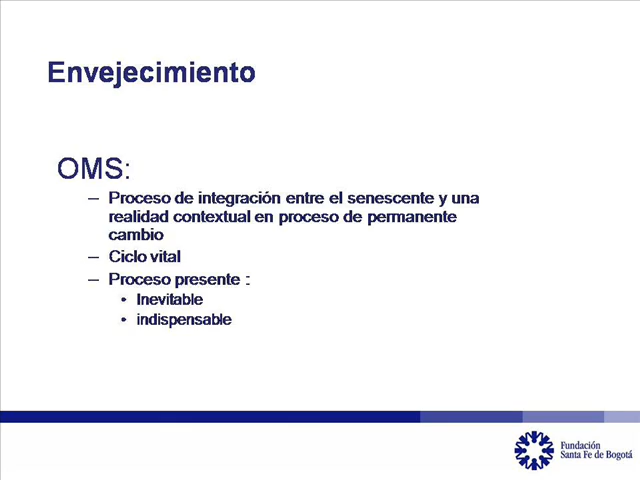 Envejecimiento
OMS:
– Proceso de integración entre el senescente y una
realidad contextual en proceso de permanente
cambio
– Ciclo vital
– Proceso presente :
• Inevitable
• indispensable
Fundación
Santa Fe de Bogotá